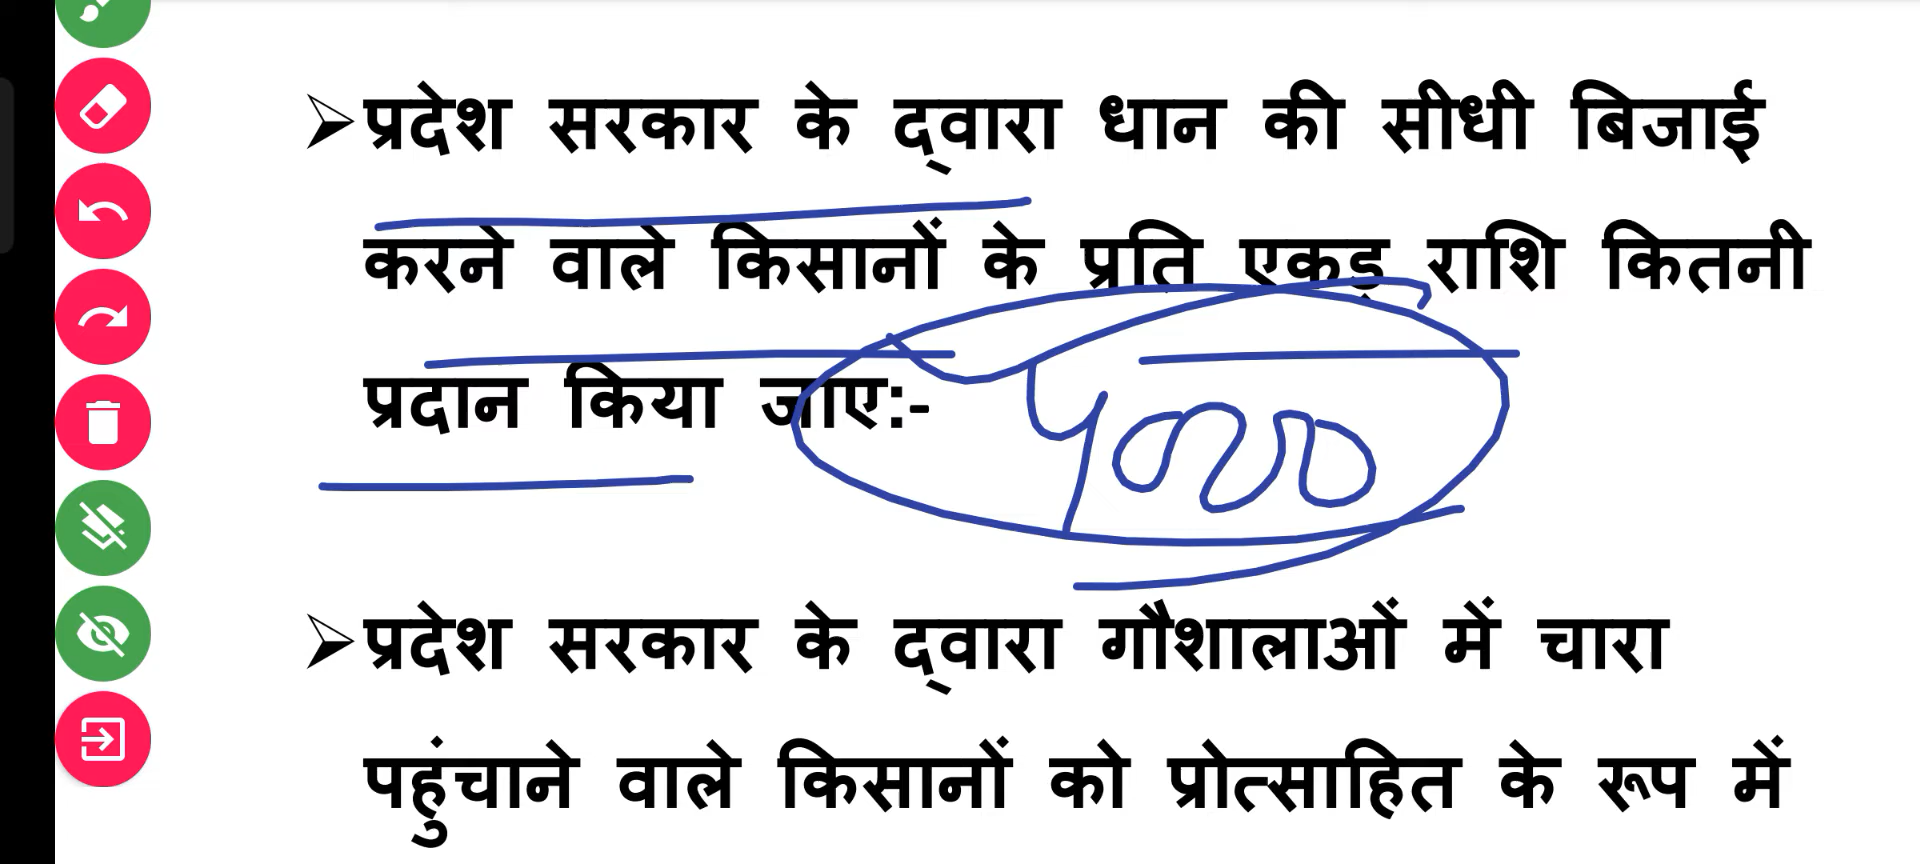 ➢प्रदेश सरकार के द्वारा धान की सीधी बिजाई
करने वाले किसानों के प्रति एकड़ राशि कितनी
प्रदान किया जाए:-
4000
➢प्रदेश सरकार के द्वारा गौशालाओं में चारा
पहुंचाने वाले किसानों को प्रोत्साहित के रूप में